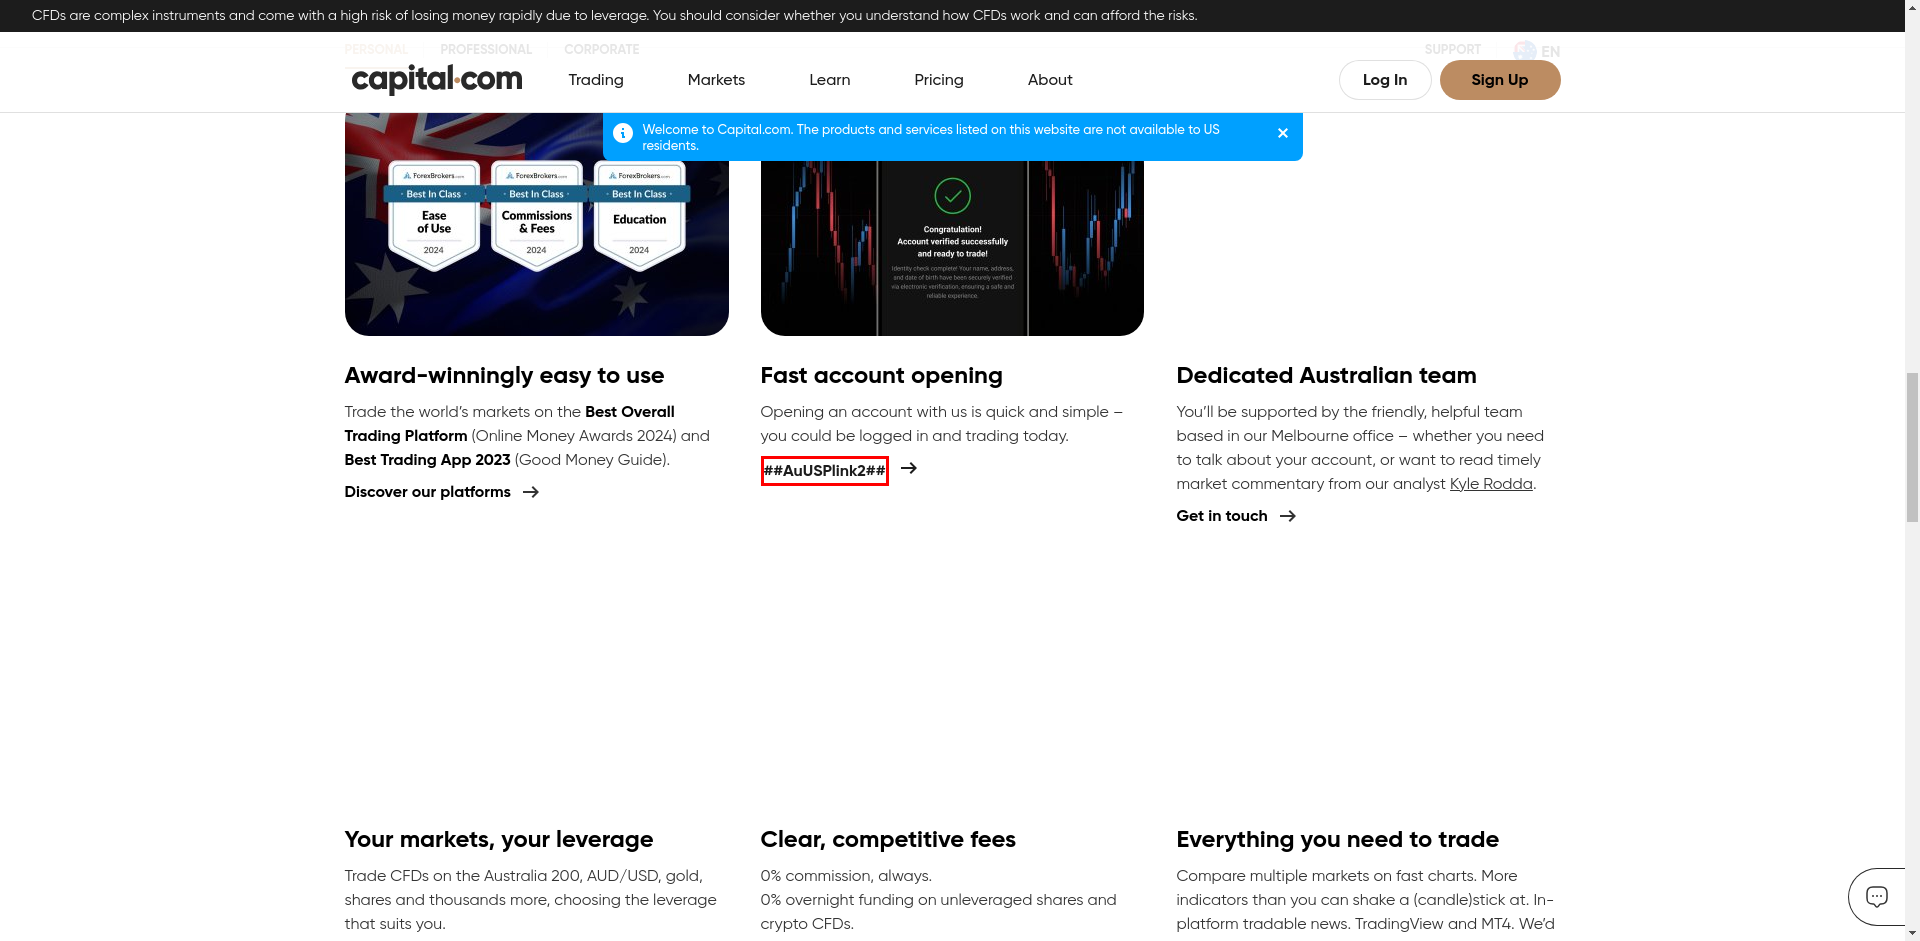 CFDs are complex instruments and come with a high risk of losing money rapidly due to leverage. You should consider whether you understand how CFDs work and can afford the risks.
PERSONAL PROFESSIONAL CORPORATE SUPPORT EN
capital.com Trading Markets Learn Pricing About Log In Sign Up
Welcome to Capital.com. The products and services listed on this website are not available to US
residents.
ForexBrokers.com ForexBrokers.com ForexBrokers.com
• Best In Class • • Best In Class • • Best In Class •
Ease
of Use
2024
Commissions
& Fees
2024
Education
2024
Congratulation!
Account verified successfully
and ready to trade!
Identity check complete! Your name, address,
and date of birth have been securely verified
via electronic verification, ensuring a safe and
reliable experience.
Award-winningly easy to use
Trade the world’s markets on the Best Overall
Trading Platform (Online Money Awards 2024) and
Best Trading App 2023 (Good Money Guide).
Discover our platforms
Fast account opening
Opening an account with us is quick and simple –
you could be logged in and trading today.
##AuUSPlink2##
Dedicated Australian team
You’ll be supported by the friendly, helpful team
based in our Melbourne office – whether you need
to talk about your account, or want to read timely
market commentary from our analyst Kyle Rodda.
Get in touch
Your markets, your leverage
Trade CFDs on the Australia 200, AUD/USD, gold,
shares and thousands more, choosing the leverage
that suits you.
Clear, competitive fees
0% commission, always.
0% overnight funding on unleveraged shares and
crypto CFDs.
Everything you need to trade
Compare multiple markets on fast charts. More
indicators than you can shake a (candle)stick at. In-
platform tradable news. TradingView and MT4. We’d